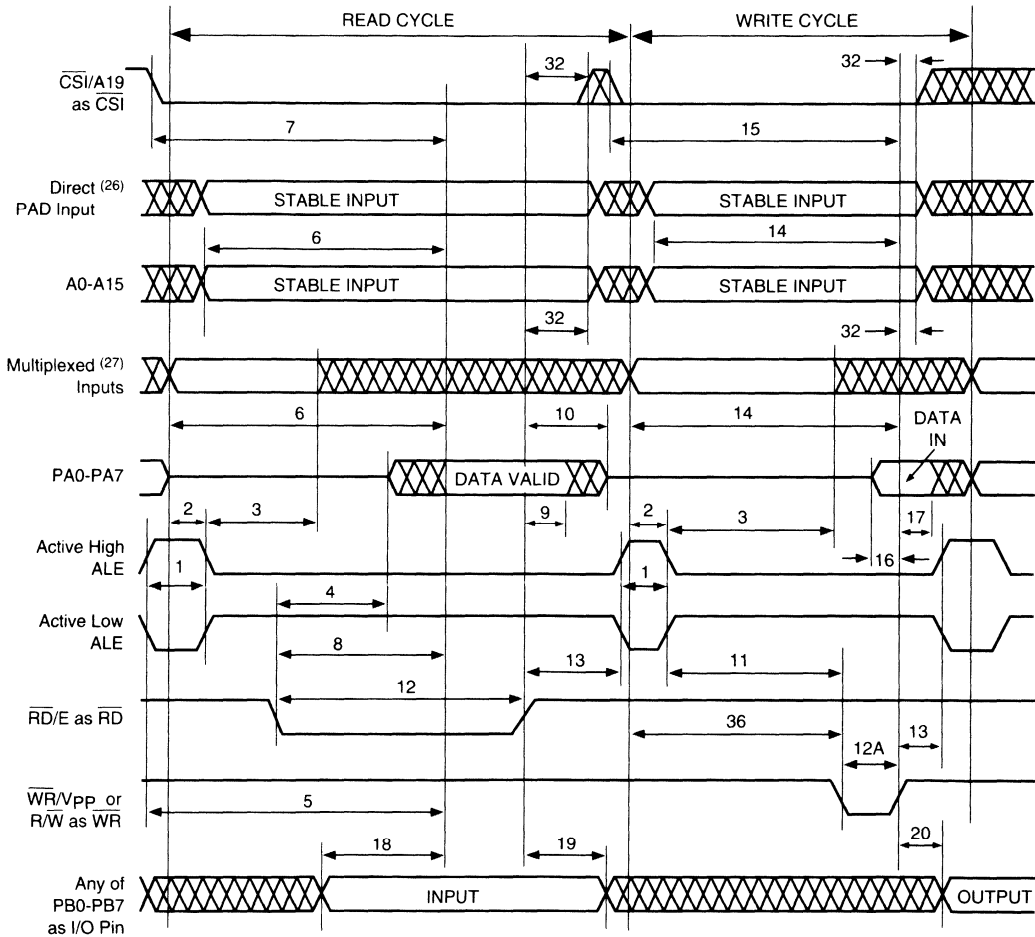 READ CYCLE
WRITE CYCLE
CSI/A19
as CSI
32
32
7
15
Direct (26)
PAD Input
STABLE INPUT
STABLE INPUT
6
14
A0-A15
STABLE INPUT
STABLE INPUT
32
32
Multiplexed (27)
Inputs
6
10
14
DATA
IN
PA0-PA7
DATA VALID
2
3
9
2
3
17
Active High
ALE
1
1
16
4
Active Low
ALE
8
13
11
12
RD/E as RD
36
12A
13
WR/VPP or
R/W as WR
5
20
18
19
Any of
PB0-PB7
as I/O Pin
INPUT
OUTPUT